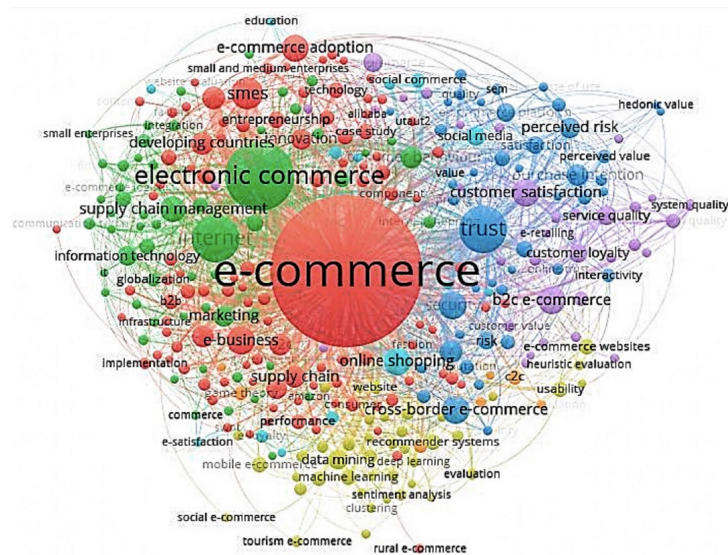 education
e-commerce adoption
small and medium enterprises
social commerce
technology
quality
sem
smes
alibaba
utaut2
hedonic value
entrepreneurship
integration
innovation
case study
social media
perceived risk
small enterprises
developing countries
satisfaction
value
perceived value
electronic commerce
purchase intention
component
customer satisfaction
supply chain management
system quality
service quality
trust
internet
e-retailing
information technology
customer loyalty
e-commerce
globalization
interactivity
b2b
security
b2c e-commerce
infrastructure
marketing
customer value
e-business
risk
e-commerce websites
online shopping
implementation
heuristic evaluation
supply chain
website
c2c
usability
game theory
amazon
consumer
commerce
performance
cross-border e-commerce
e-satisfaction
recommender systems
data mining
deep learning
mobile e-commerce
machine learning
evaluation
sentiment analysis
clustering
social e-commerce
tourism e-commerce
rural e-commerce